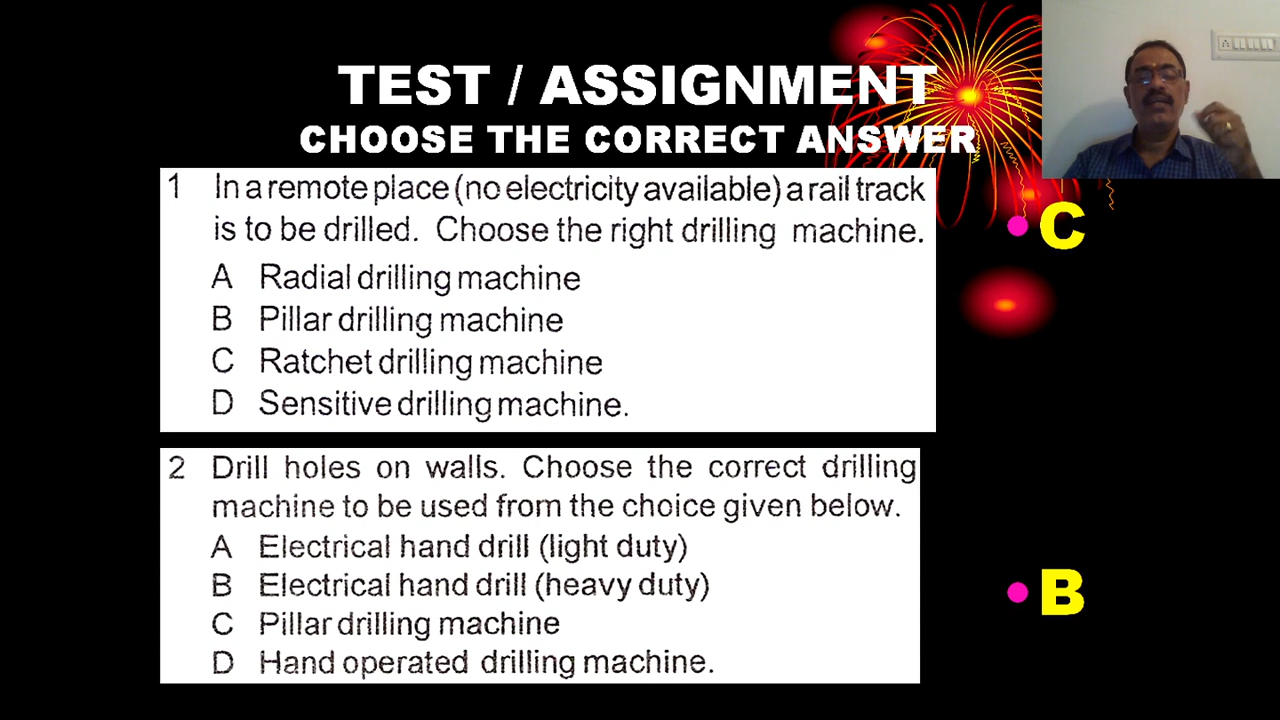 TEST / ASSIGNMENT
CHOOSE THE CORRECT ANSWER
1 In a remote place (no electricity available) a rail track
is to be drilled. Choose the right drilling machine.
A Radial drilling machine
B Pillar drilling machine
C Ratchet drilling machine
D Sensitive drilling machine.
• C
2 Drill holes on walls. Choose the correct drilling
machine to be used from the choice given below.
A Electrical hand drill (light duty)
B Electrical hand drill (heavy duty)
C Pillar drilling machine
D Hand operated drilling machine.
• B